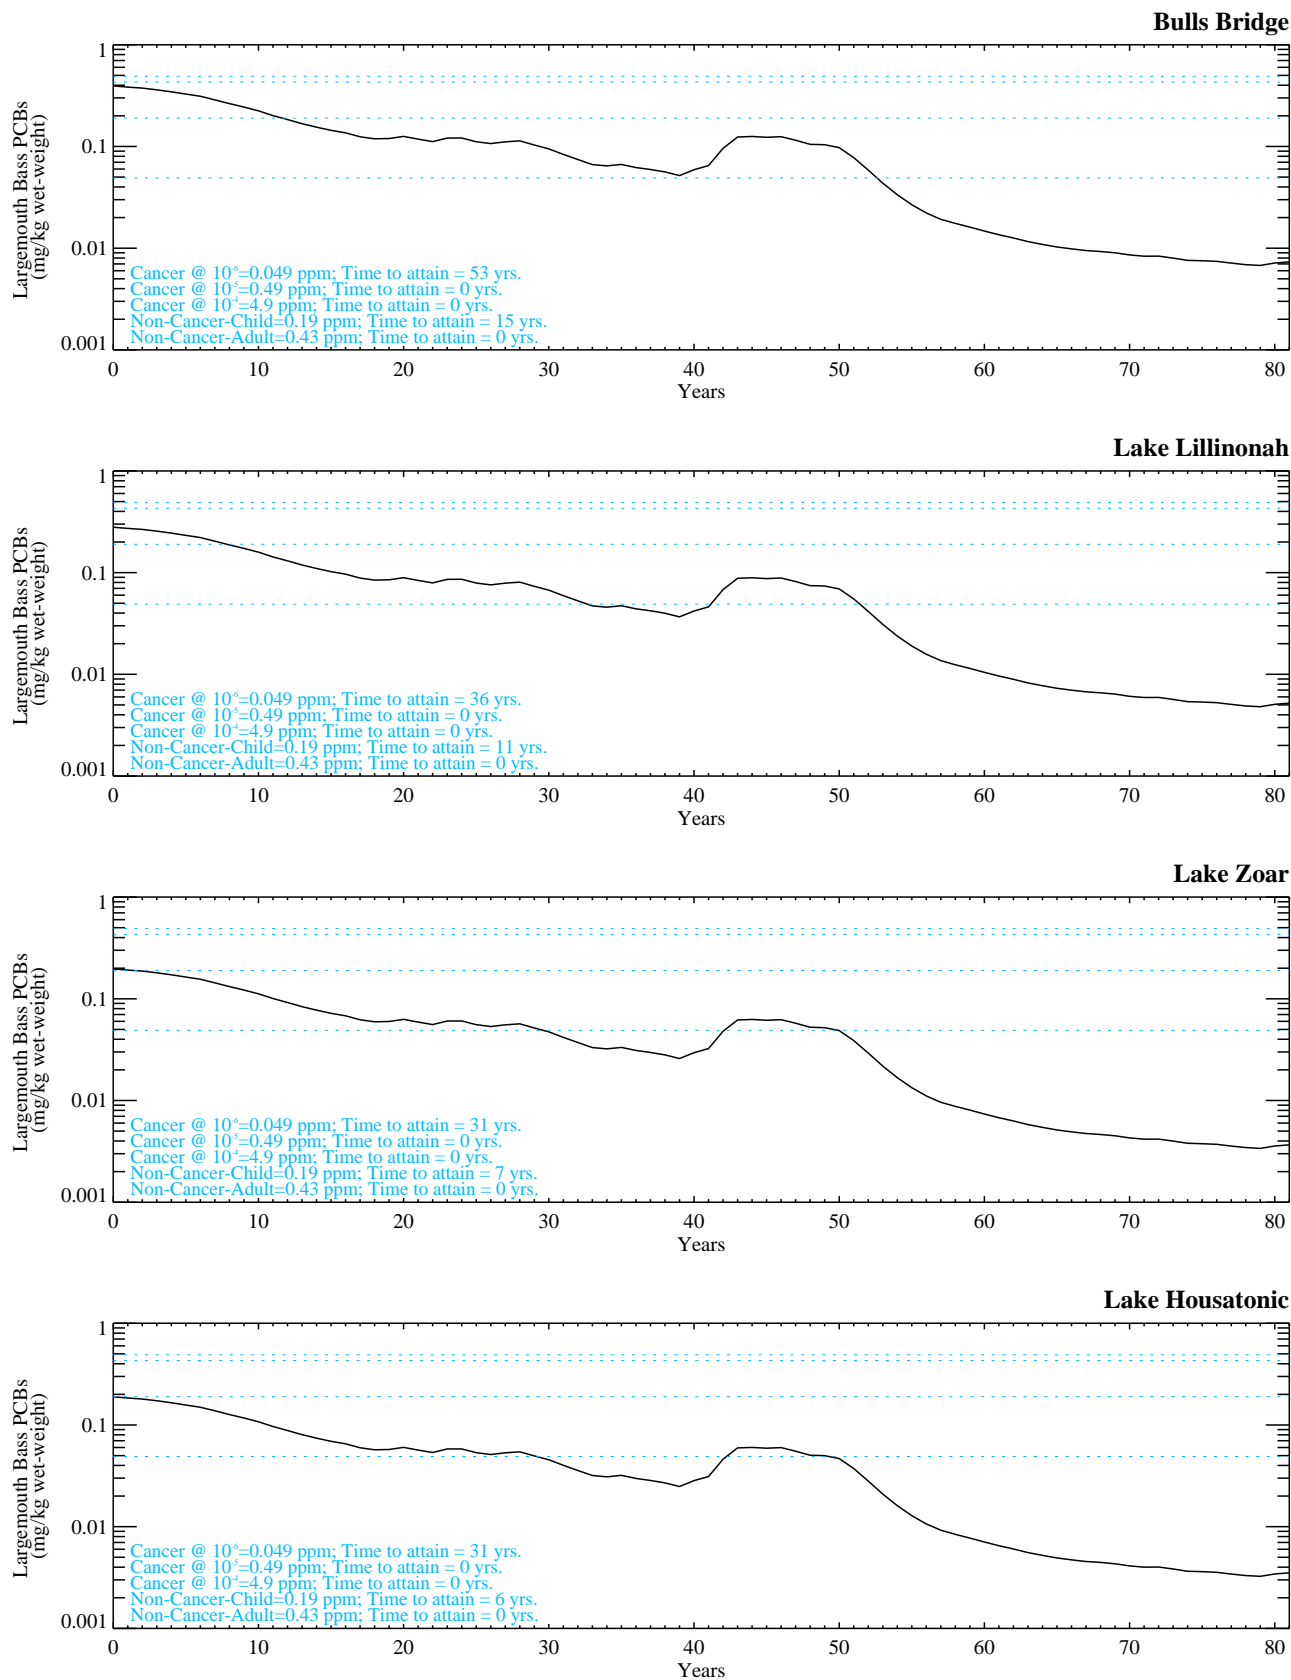 Bulls Bridge
1
0.1
0.01
0.001
Largemouth Bass PCBs
(mg/kg wet-weight)
Cancer @ 10⁻⁶=0.049 ppm; Time to attain = 53 yrs.
Cancer @ 10⁻⁵=0.49 ppm; Time to attain = 0 yrs.
Cancer @ 10⁻⁴=4.9 ppm; Time to attain = 0 yrs.
Non-Cancer-Child=0.19 ppm; Time to attain = 15 yrs.
Non-Cancer-Adult=0.43 ppm; Time to attain = 0 yrs.
0 10 20 30 40 50 60 70 80
Years
Lake Lillinonah
1
0.1
0.01
0.001
Largemouth Bass PCBs
(mg/kg wet-weight)
Cancer @ 10⁻⁶=0.049 ppm; Time to attain = 36 yrs.
Cancer @ 10⁻⁵=0.49 ppm; Time to attain = 0 yrs.
Cancer @ 10⁻⁴=4.9 ppm; Time to attain = 0 yrs.
Non-Cancer-Child=0.19 ppm; Time to attain = 11 yrs.
Non-Cancer-Adult=0.43 ppm; Time to attain = 0 yrs.
0 10 20 30 40 50 60 70 80
Years
Lake Zoar
1
0.1
0.01
0.001
Largemouth Bass PCBs
(mg/kg wet-weight)
Cancer @ 10⁻⁶=0.049 ppm; Time to attain = 31 yrs.
Cancer @ 10⁻⁵=0.49 ppm; Time to attain = 0 yrs.
Cancer @ 10⁻⁴=4.9 ppm; Time to attain = 0 yrs.
Non-Cancer-Child=0.19 ppm; Time to attain = 7 yrs.
Non-Cancer-Adult=0.43 ppm; Time to attain = 0 yrs.
0 10 20 30 40 50 60 70 80
Years
Lake Housatonic
1
0.1
0.01
0.001
Largemouth Bass PCBs
(mg/kg wet-weight)
Cancer @ 10⁻⁶=0.049 ppm; Time to attain = 31 yrs.
Cancer @ 10⁻⁵=0.49 ppm; Time to attain = 0 yrs.
Cancer @ 10⁻⁴=4.9 ppm; Time to attain = 0 yrs.
Non-Cancer-Child=0.19 ppm; Time to attain = 6 yrs.
Non-Cancer-Adult=0.43 ppm; Time to attain = 0 yrs.
0 10 20 30 40 50 60 70 80
Years